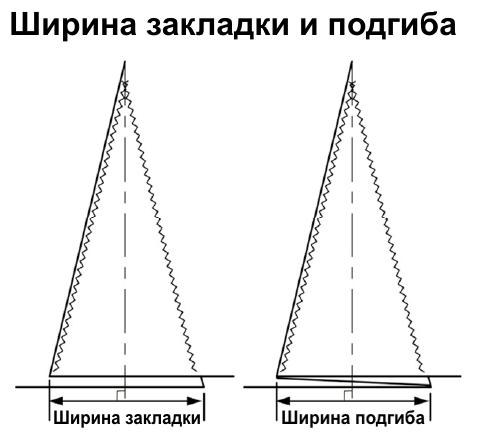 Ширина закладки и подгиба
Ширина закладки
Ширина подгиба